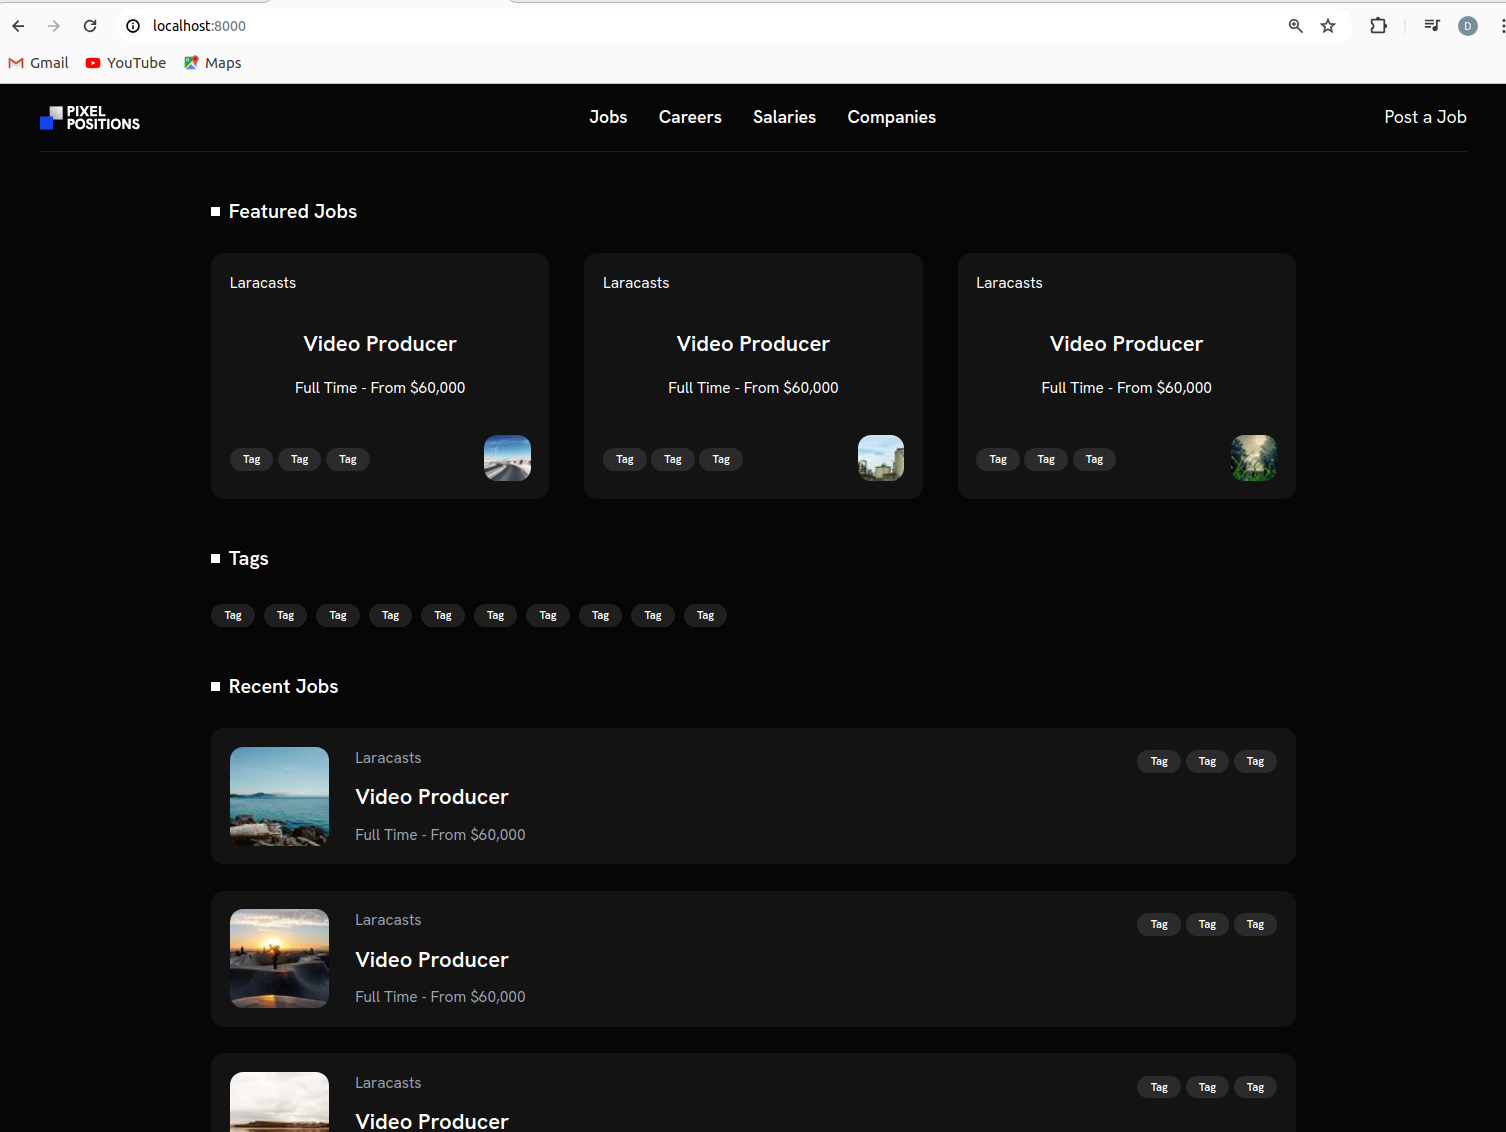 localhost:8000
D
Gmail YouTube Maps
PIXEL
POSITIONS
Jobs Careers Salaries Companies
Post a Job
Featured Jobs
Laracasts
Video Producer
Full Time - From $60,000
Tag Tag Tag
Laracasts
Video Producer
Full Time - From $60,000
Tag Tag Tag
Laracasts
Video Producer
Full Time - From $60,000
Tag Tag Tag
Tags
Tag Tag Tag Tag Tag Tag Tag Tag Tag Tag
Recent Jobs
Laracasts
Video Producer
Full Time - From $60,000
Tag Tag Tag
Laracasts
Video Producer
Full Time - From $60,000
Tag Tag Tag
Laracasts
Video Producer
Tag Tag Tag